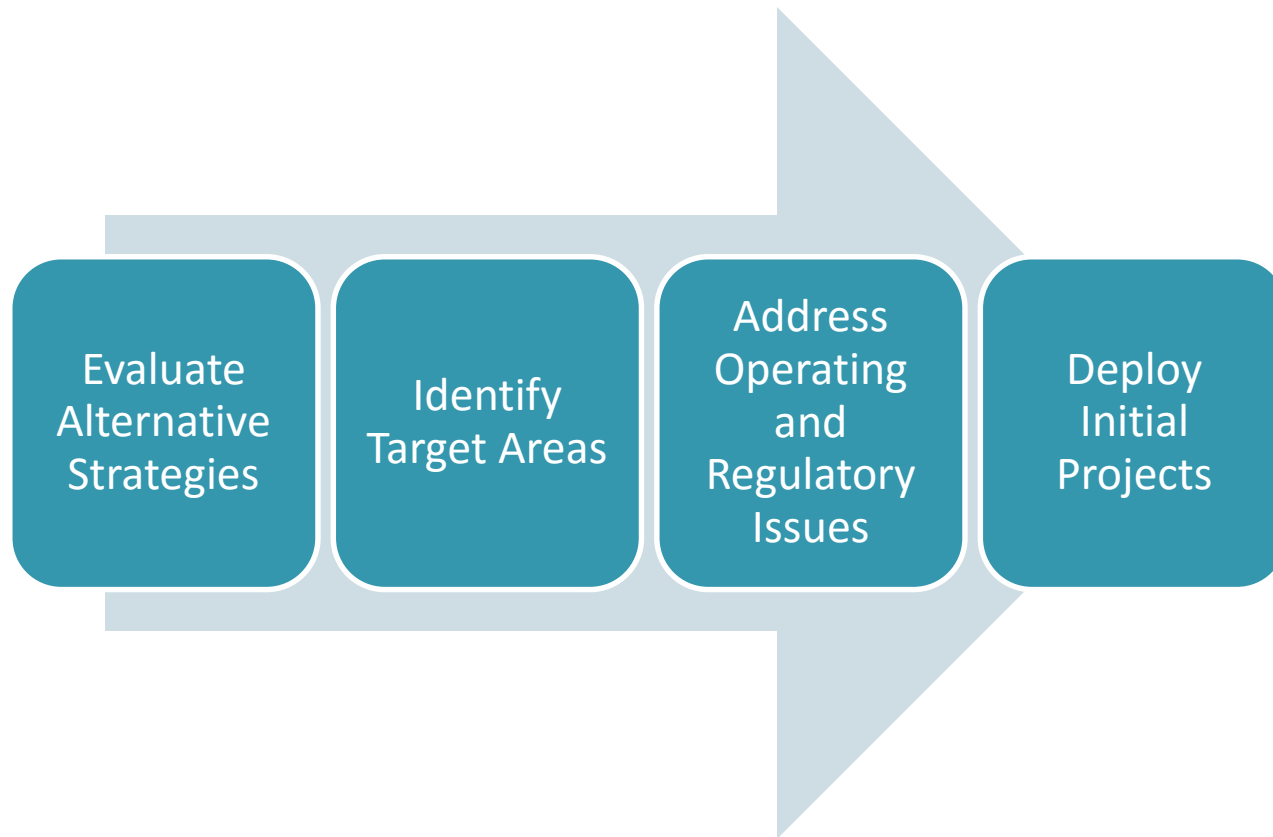 Evaluate
Alternative
Strategies
Identify
Target Areas
Address
Operating
and
Regulatory
Issues
Deploy
Initial
Projects